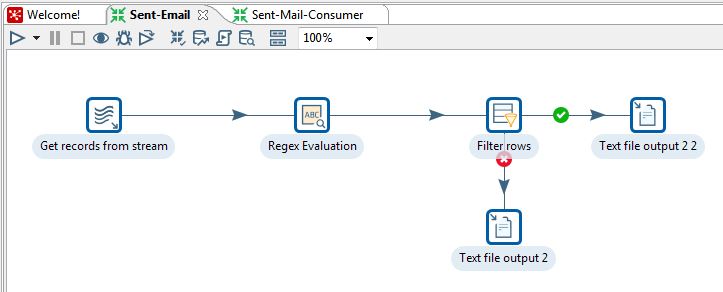 Welcome!
Sent-Email
Sent-Mail-Consumer
100%
Get records from stream
ABC
Regex Evaluation
Filter rows
Text file output 2 2
Text file output 2